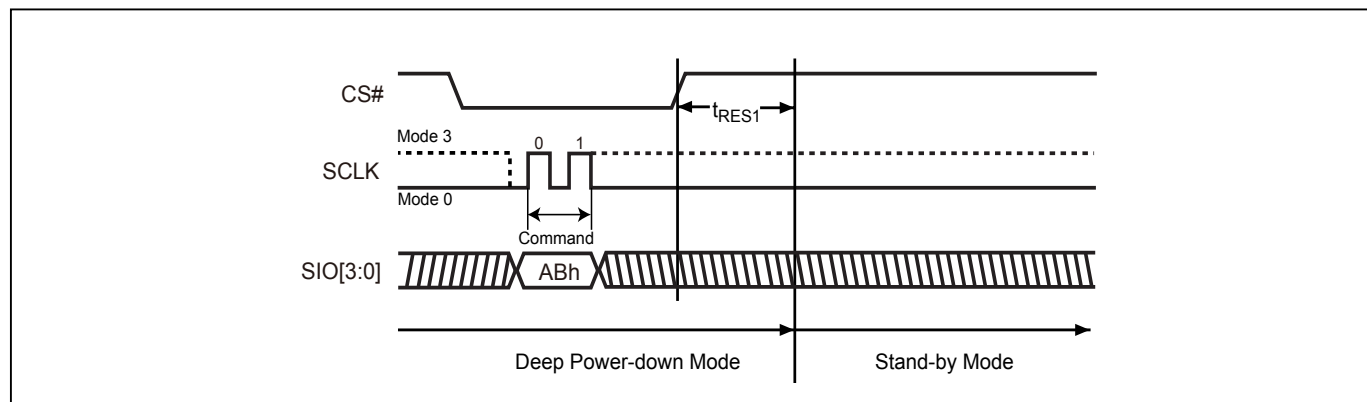 CS#
tRES1
Mode 3
0 1
SCLK
Mode 0
Command
SIO[3:0]
ABh
Deep Power-down Mode
Stand-by Mode